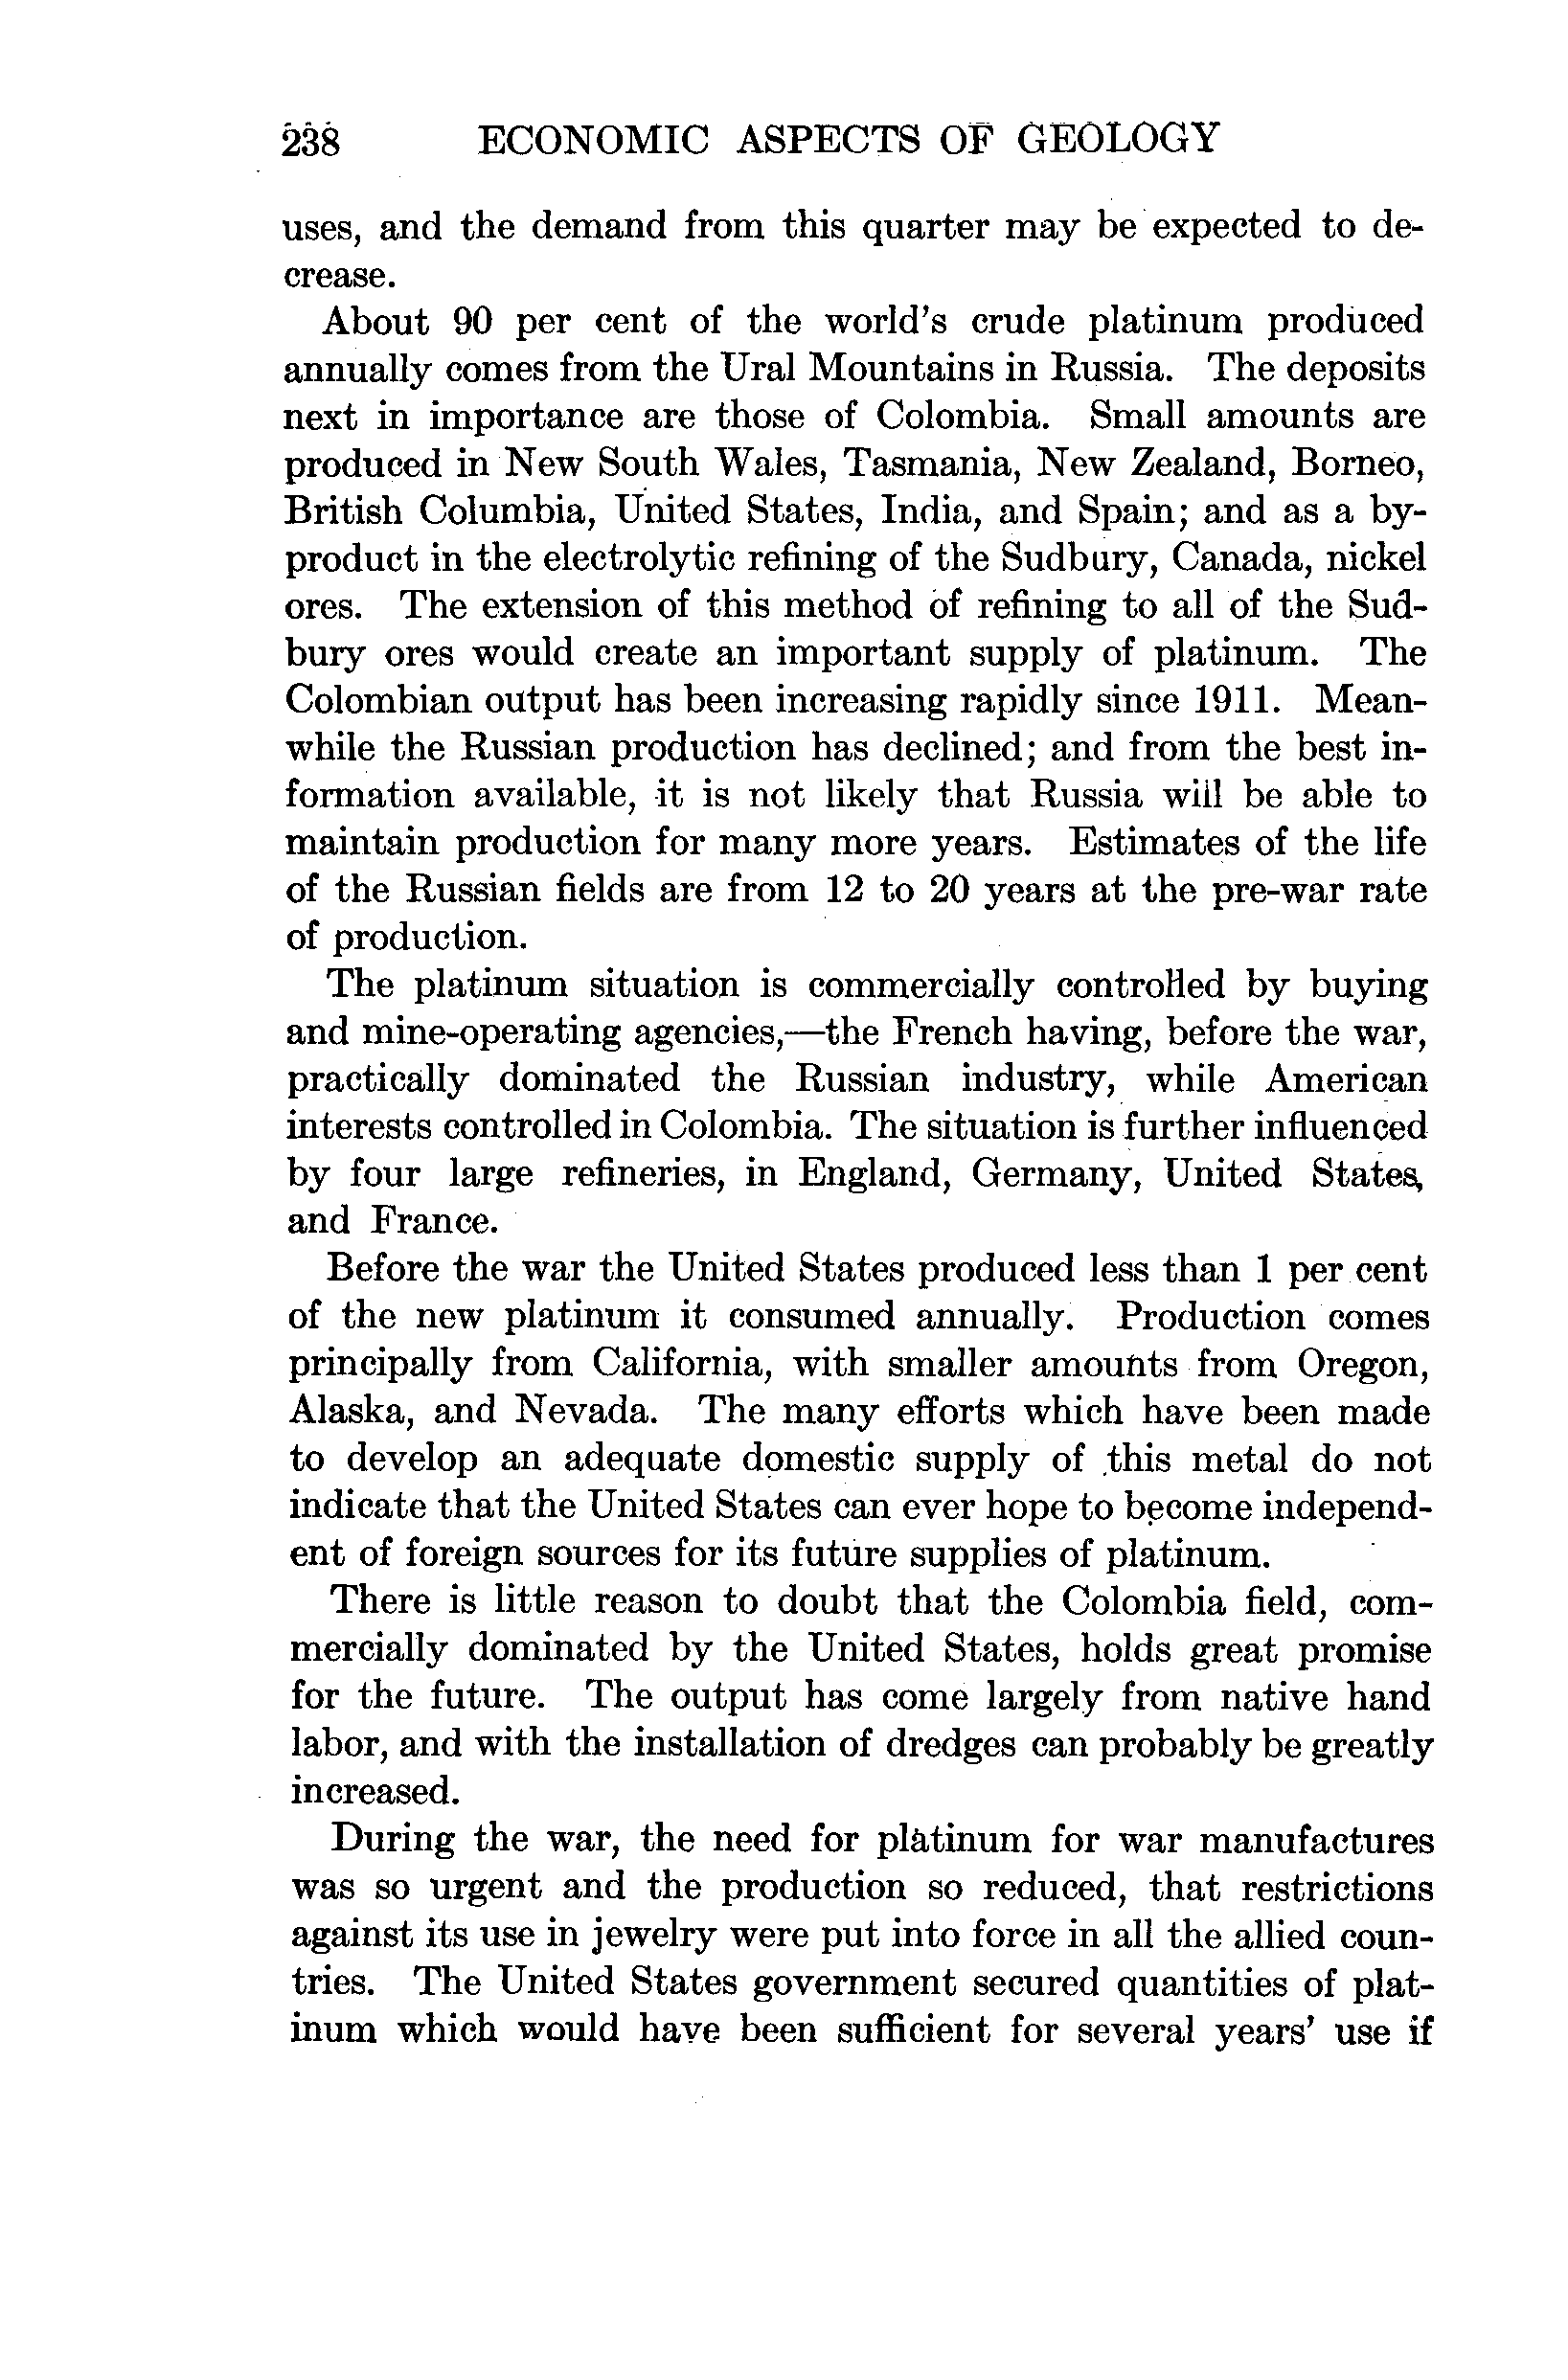 238 ECONOMIC ASPECTS OF GEOLOGY
uses, and the demand from this quarter may be expected to de-
crease.
About 90 per cent of the world's crude platinum produced
annually comes from the Ural Mountains in Russia. The deposits
next in importance are those of Colombia. Small amounts are
produced in New South Wales, Tasmania, New Zealand, Borneo,
British Columbia, United States, India, and Spain; and as a by-
product in the electrolytic refining of the Sudbury, Canada, nickel
ores. The extension of this method of refining to all of the Sud-
bury ores would create an important supply of platinum. The
Colombian output has been increasing rapidly since 1911. Mean-
while the Russian production has declined; and from the best in-
formation available, it is not likely that Russia will be able to
maintain production for many more years. Estimates of the life
of the Russian fields are from 12 to 20 years at the pre-war rate
of production.
The platinum situation is commercially controlled by buying
and mine-operating agencies,—the French having, before the war,
practically dominated the Russian industry, while American
interests controlled in Colombia. The situation is further influenced
by four large refineries, in England, Germany, United States,
and France.
Before the war the United States produced less than 1 per cent
of the new platinum it consumed annually. Production comes
principally from California, with smaller amounts from Oregon,
Alaska, and Nevada. The many efforts which have been made
to develop an adequate domestic supply of this metal do not
indicate that the United States can ever hope to become independ-
ent of foreign sources for its future supplies of platinum.
There is little reason to doubt that the Colombia field, com-
mercially dominated by the United States, holds great promise
for the future. The output has come largely from native hand
labor, and with the installation of dredges can probably be greatly
increased.
During the war, the need for platinum for war manufactures
was so urgent and the production so reduced, that restrictions
against its use in jewelry were put into force in all the allied coun-
tries. The United States government secured quantities of plat-
inum which would have been sufficient for several years' use if